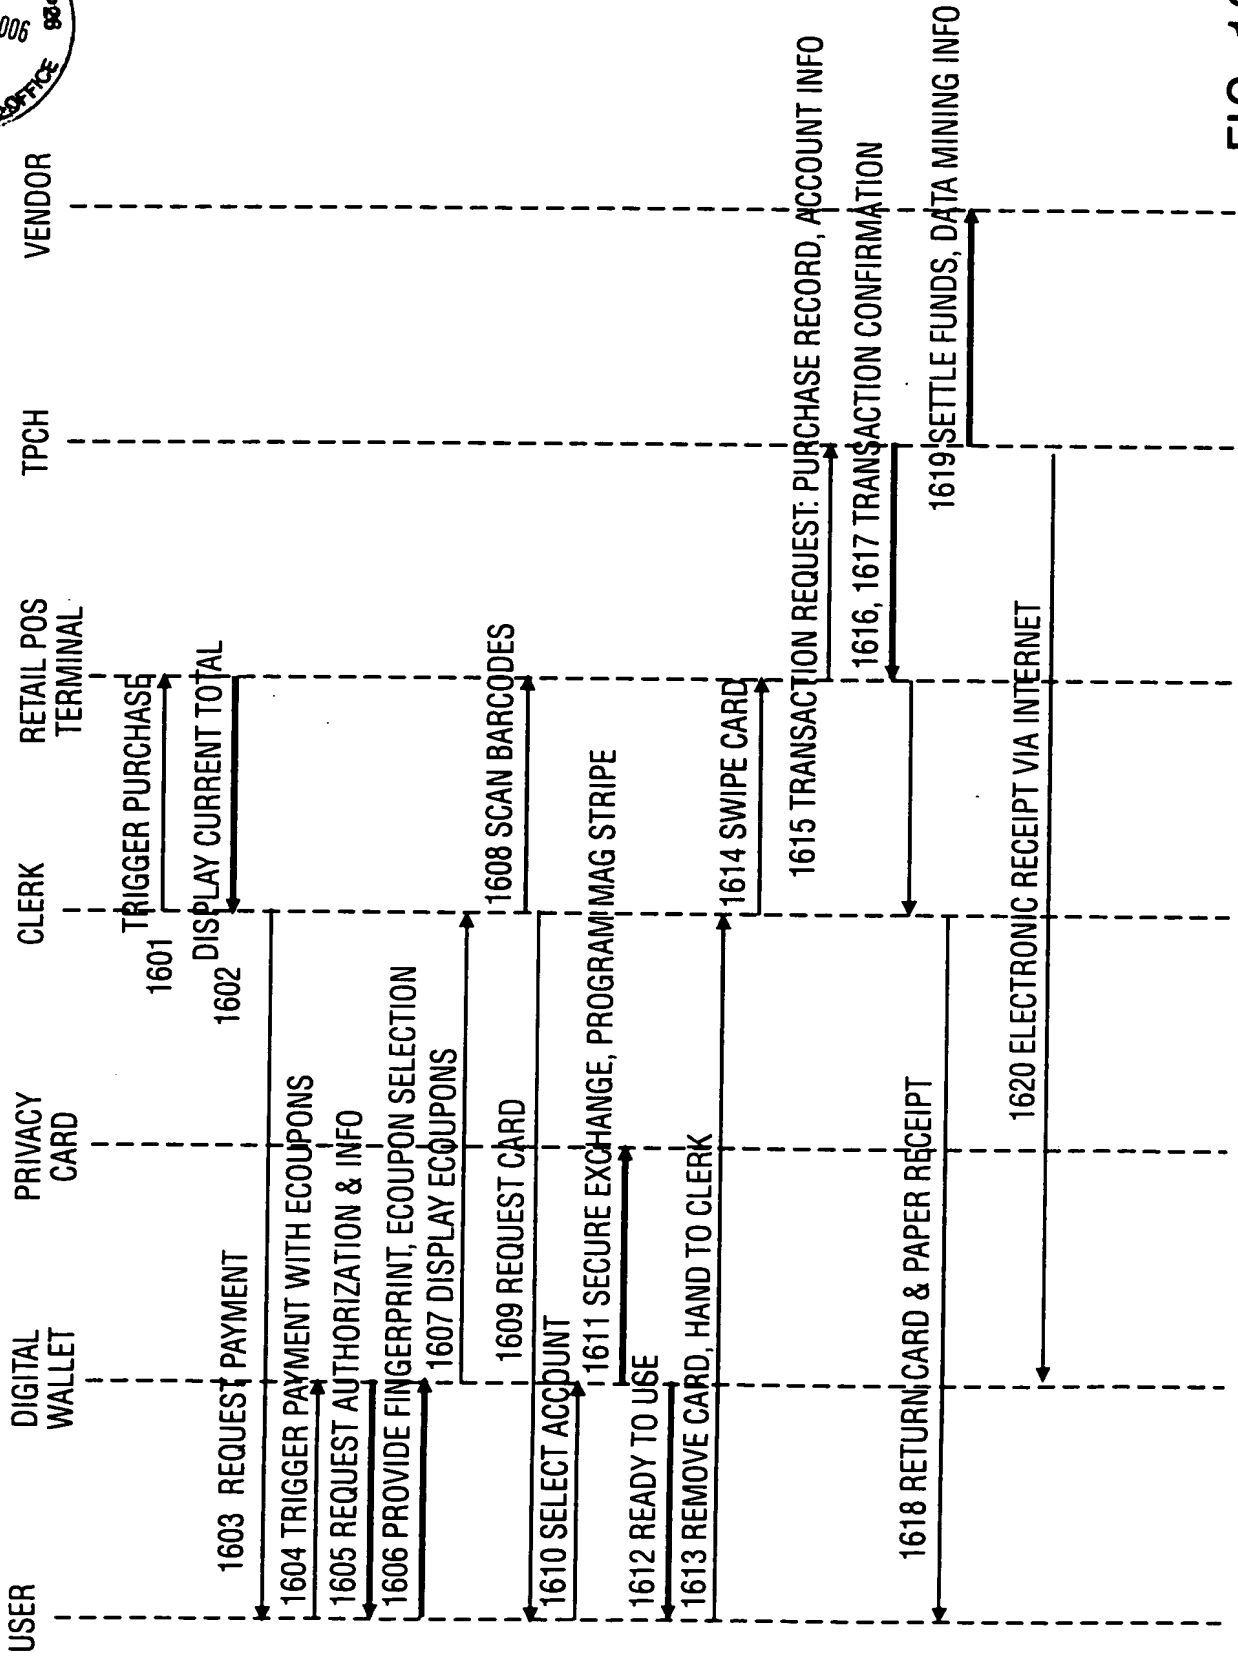 006
OFFICE
USER
DIGITAL
WALLET
PRIVACY
CARD
CLERK
RETAIL POS
TERMINAL
TPCH
VENDOR
TRIGGER PURCHASE
1601
DISPLAY CURRENT TOTAL
1602
1603 REQUEST PAYMENT
1604 TRIGGER PAYMENT WITH ECOUPONS
1605 REQUEST AUTHORIZATION & INFO
1606 PROVIDE FINGERPRINT, ECOUPON SELECTION
1607 DISPLAY ECOUPONS
1608 SCAN BARCODES
1609 REQUEST CARD
1610 SELECT ACCOUNT
1611 SECURE EXCHANGE, PROGRAM MAG STRIPE
1612 READY TO USE
1613 REMOVE CARD, HAND TO CLERK
1614 SWIPE CARD
1615 TRANSACTION REQUEST: PURCHASE RECORD, ACCOUNT INFO
1616, 1617 TRANSACTION CONFIRMATION
1618 RETURN CARD & PAPER RECEIPT
1619 SETTLE FUNDS, DATA MINING INFO
1620 ELECTRONIC RECEIPT VIA INTERNET